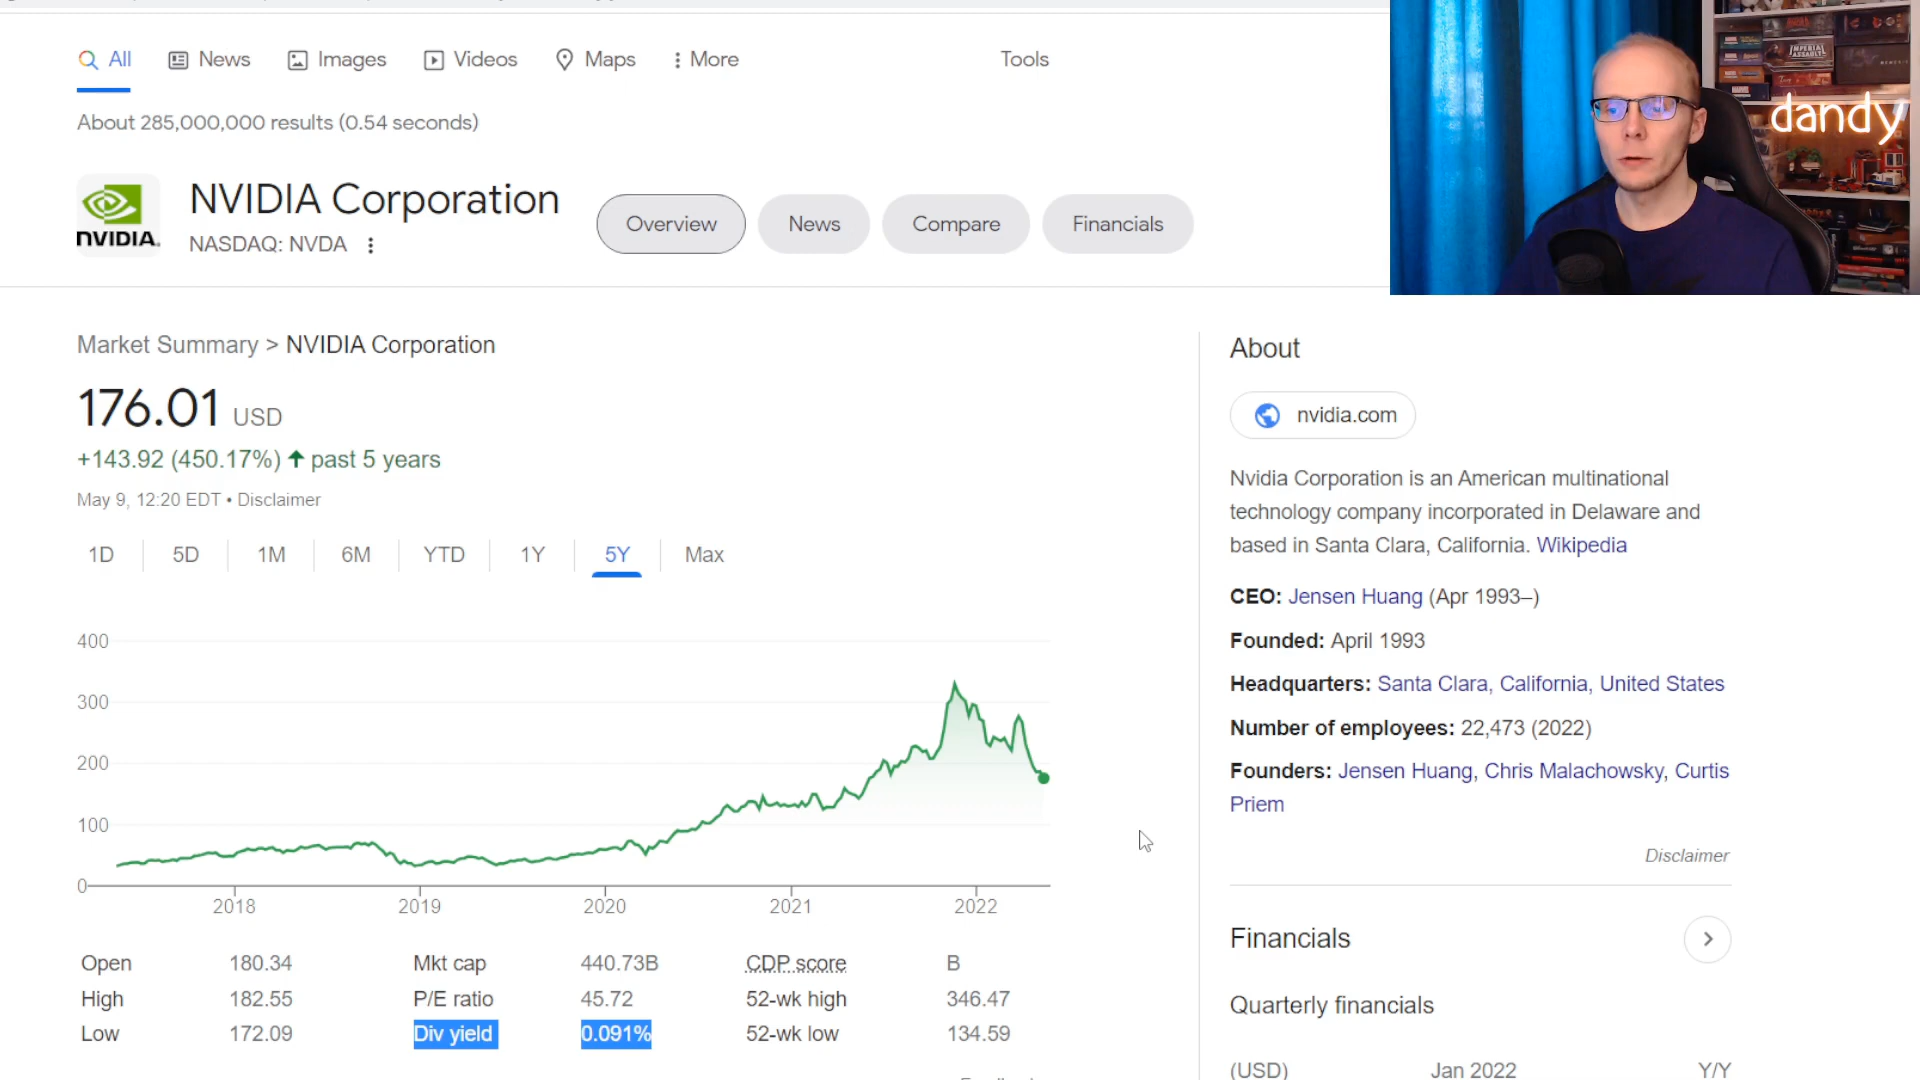 All News Images Videos Maps More Tools
About 285,000,000 results (0.54 seconds)
NVIDIA.
NVIDIA Corporation
NASDAQ: NVDA
Overview News Compare Financials
dandy
IMPERIAL
ASSAULT
Market Summary > NVIDIA Corporation
176.01 USD
+143.92 (450.17%) ↑ past 5 years
May 9, 12:20 EDT • Disclaimer
1D 5D 1M 6M YTD 1Y 5Y Max
400
300
200
100
0
2018 2019 2020 2021 2022
Open 180.34 Mkt cap 440.73B CDP score B
High 182.55 P/E ratio 45.72 52-wk high 346.47
Low 172.09 Div yield 0.091% 52-wk low 134.59
About
nvidia.com
Nvidia Corporation is an American multinational
technology company incorporated in Delaware and
based in Santa Clara, California. Wikipedia
CEO: Jensen Huang (Apr 1993–)
Founded: April 1993
Headquarters: Santa Clara, California, United States
Number of employees: 22,473 (2022)
Founders: Jensen Huang, Chris Malachowsky, Curtis
Priem
Disclaimer
Financials
Quarterly financials
(USD) Jan 2022 Y/Y